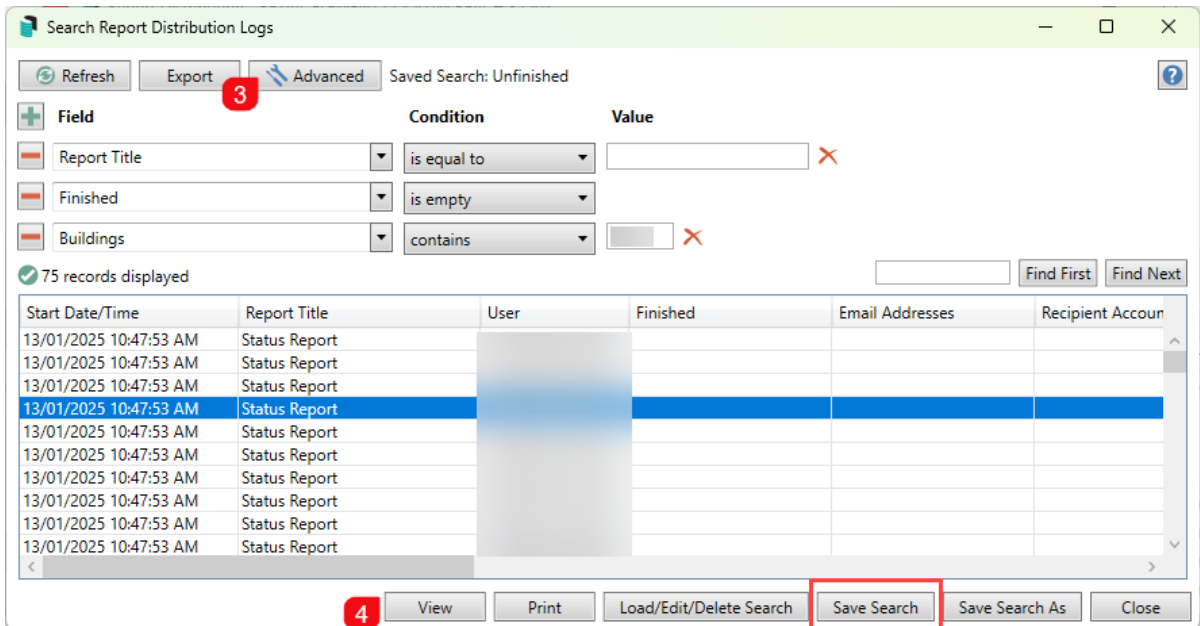 Search Report Distribution Logs
Refresh Export 3 Advanced Saved Search: Unfinished ?
Field Condition Value
Report Title is equal to
Finished is empty
Buildings contains
75 records displayed Find First Find Next
Start Date/Time Report Title User Finished Email Addresses Recipient Accoun
13/01/2025 10:47:53 AM Status Report
13/01/2025 10:47:53 AM Status Report
13/01/2025 10:47:53 AM Status Report
13/01/2025 10:47:53 AM Status Report
13/01/2025 10:47:53 AM Status Report
13/01/2025 10:47:53 AM Status Report
13/01/2025 10:47:53 AM Status Report
13/01/2025 10:47:53 AM Status Report
13/01/2025 10:47:53 AM Status Report
13/01/2025 10:47:53 AM Status Report
4 View Print Load/Edit/Delete Search Save Search Save Search As Close